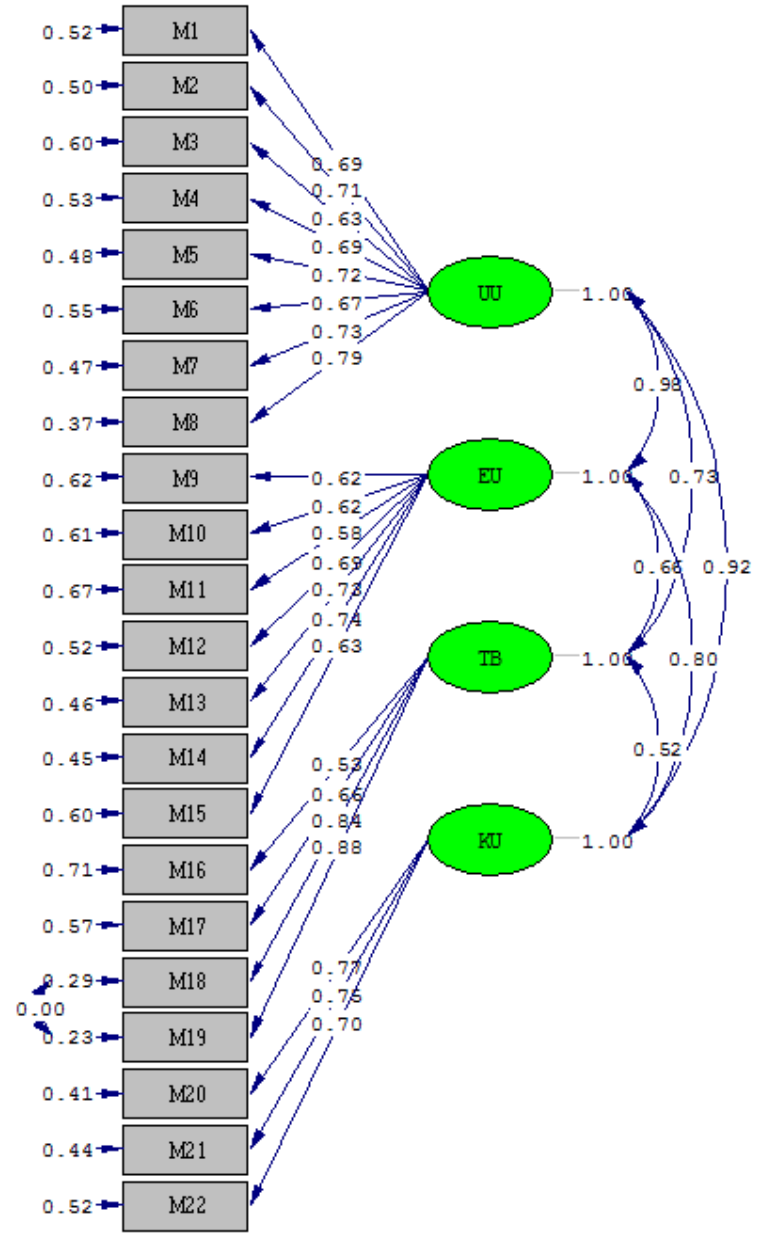 0.52 M1
0.50 M2
0.60 M3
0.69
0.53 M4
0.71
0.63
0.69
0.48 M5
0.72
UU 1.00
0.55 M6
0.67
0.73
0.47 M7
0.79
0.98
0.37 M8
0.62 M9
0.62
EU 1.00 0.73
0.62
0.61 M10
0.58
0.69
0.66 0.92
0.67 M11
0.73
0.74
0.52 M12
0.63
TB 1.00 0.80
0.46 M13
0.52
0.45 M14
0.53
0.66
0.60 M15
0.84
0.88
KU 1.00
0.71 M16
0.57 M17
0.77
0.29 M18
0.75
0.00
0.70
0.23 M19
0.41 M20
0.44 M21
0.52 M22